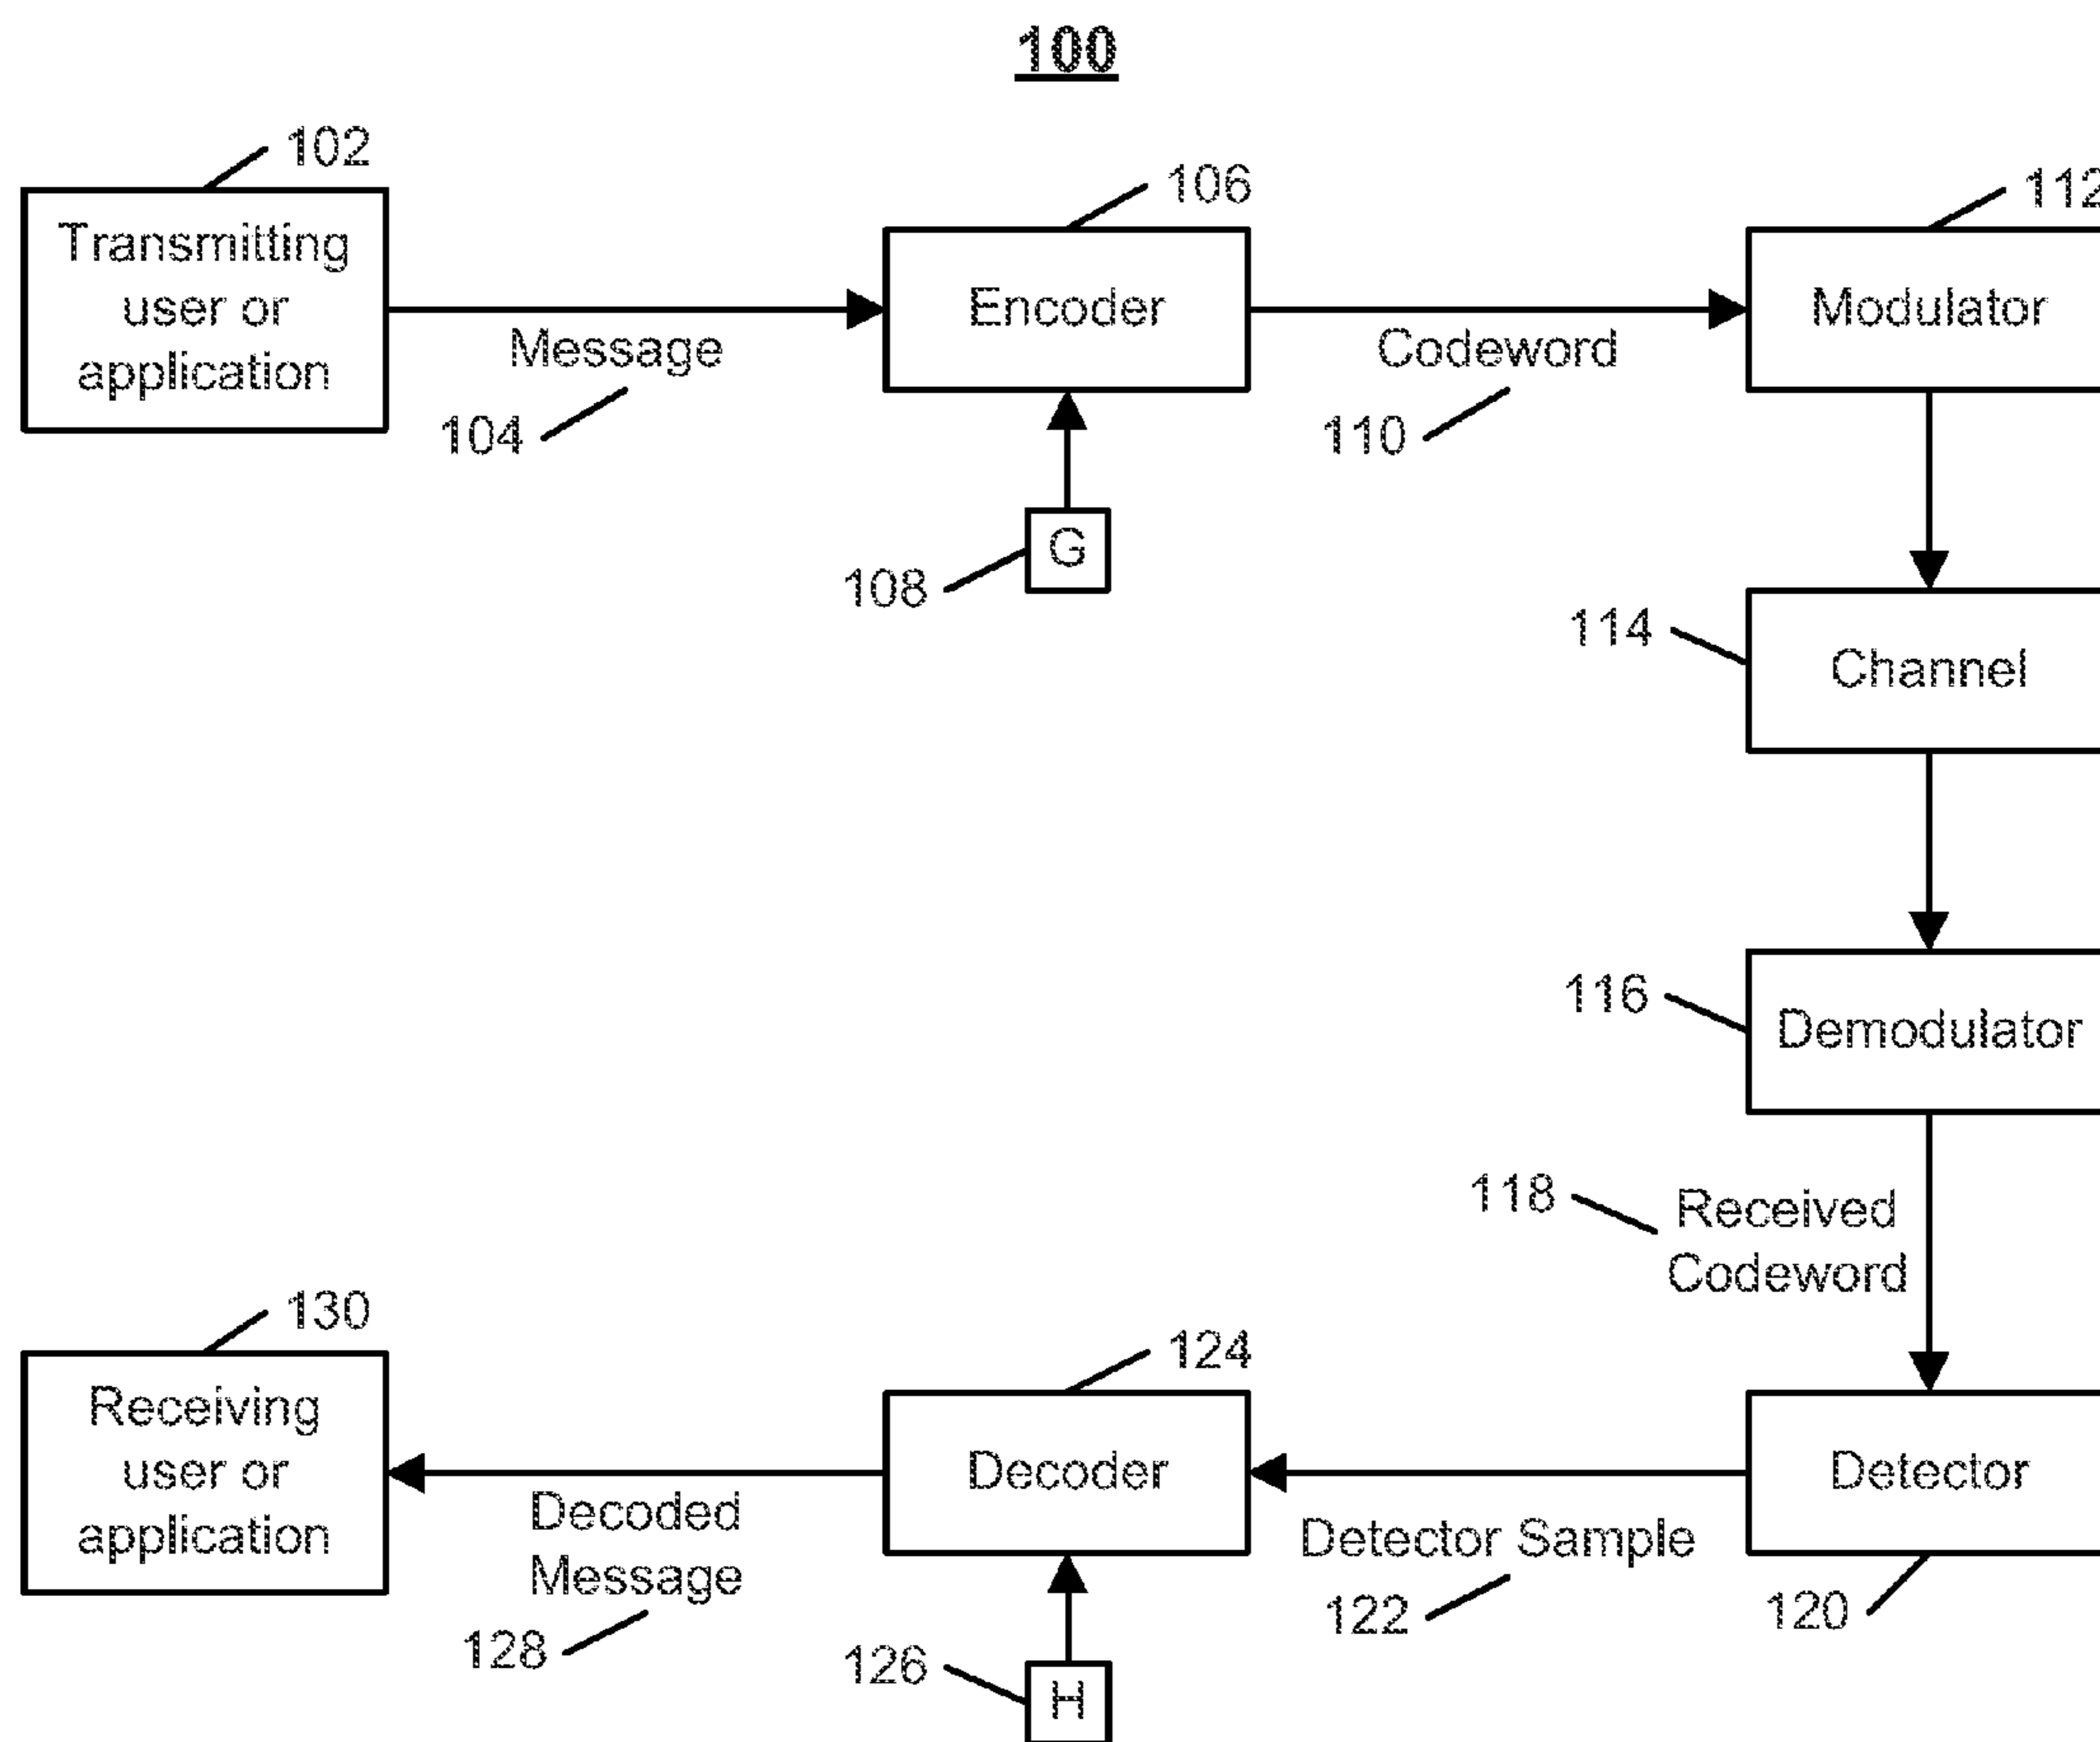 100
102
Transmitting
user or
application
Message
104
106
Encoder
Codeword
110
112
Modulator
G
108
114
Channel
116
Demodulator
118
Received
Codeword
130
Receiving
user or
application
Decoded
Message
128
124
Decoder
Detector Sample
122
Detector
120
126
H